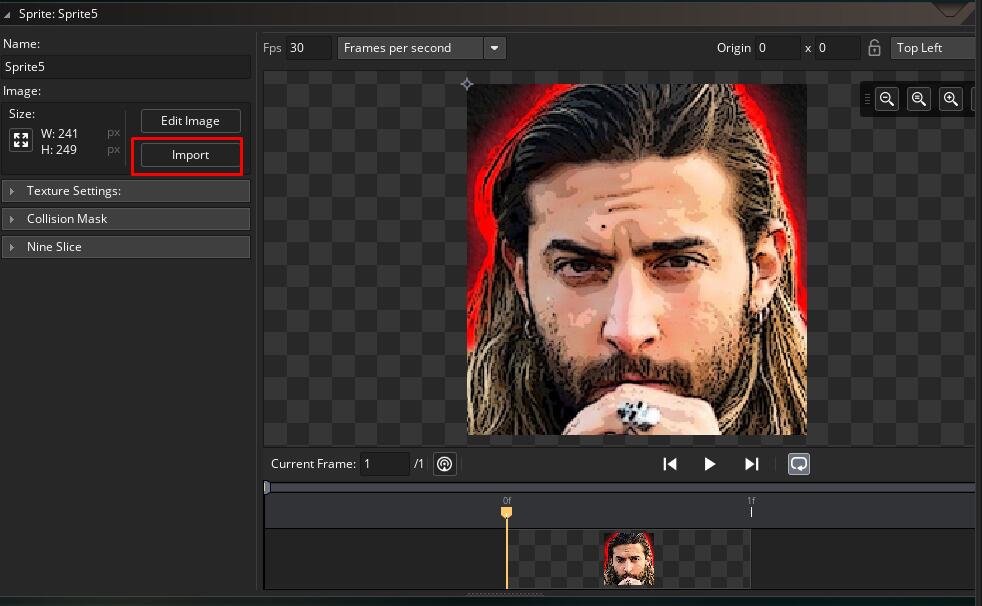 Sprite: Sprite5
Name:
Sprite5
Image:
Size:
W: 241 px
H: 249 px
Edit Image
Import
Texture Settings:
Collision Mask
Nine Slice
Fps 30 Frames per second
Origin 0 x 0 Top Left
Current Frame: 1 /1
0f 1f